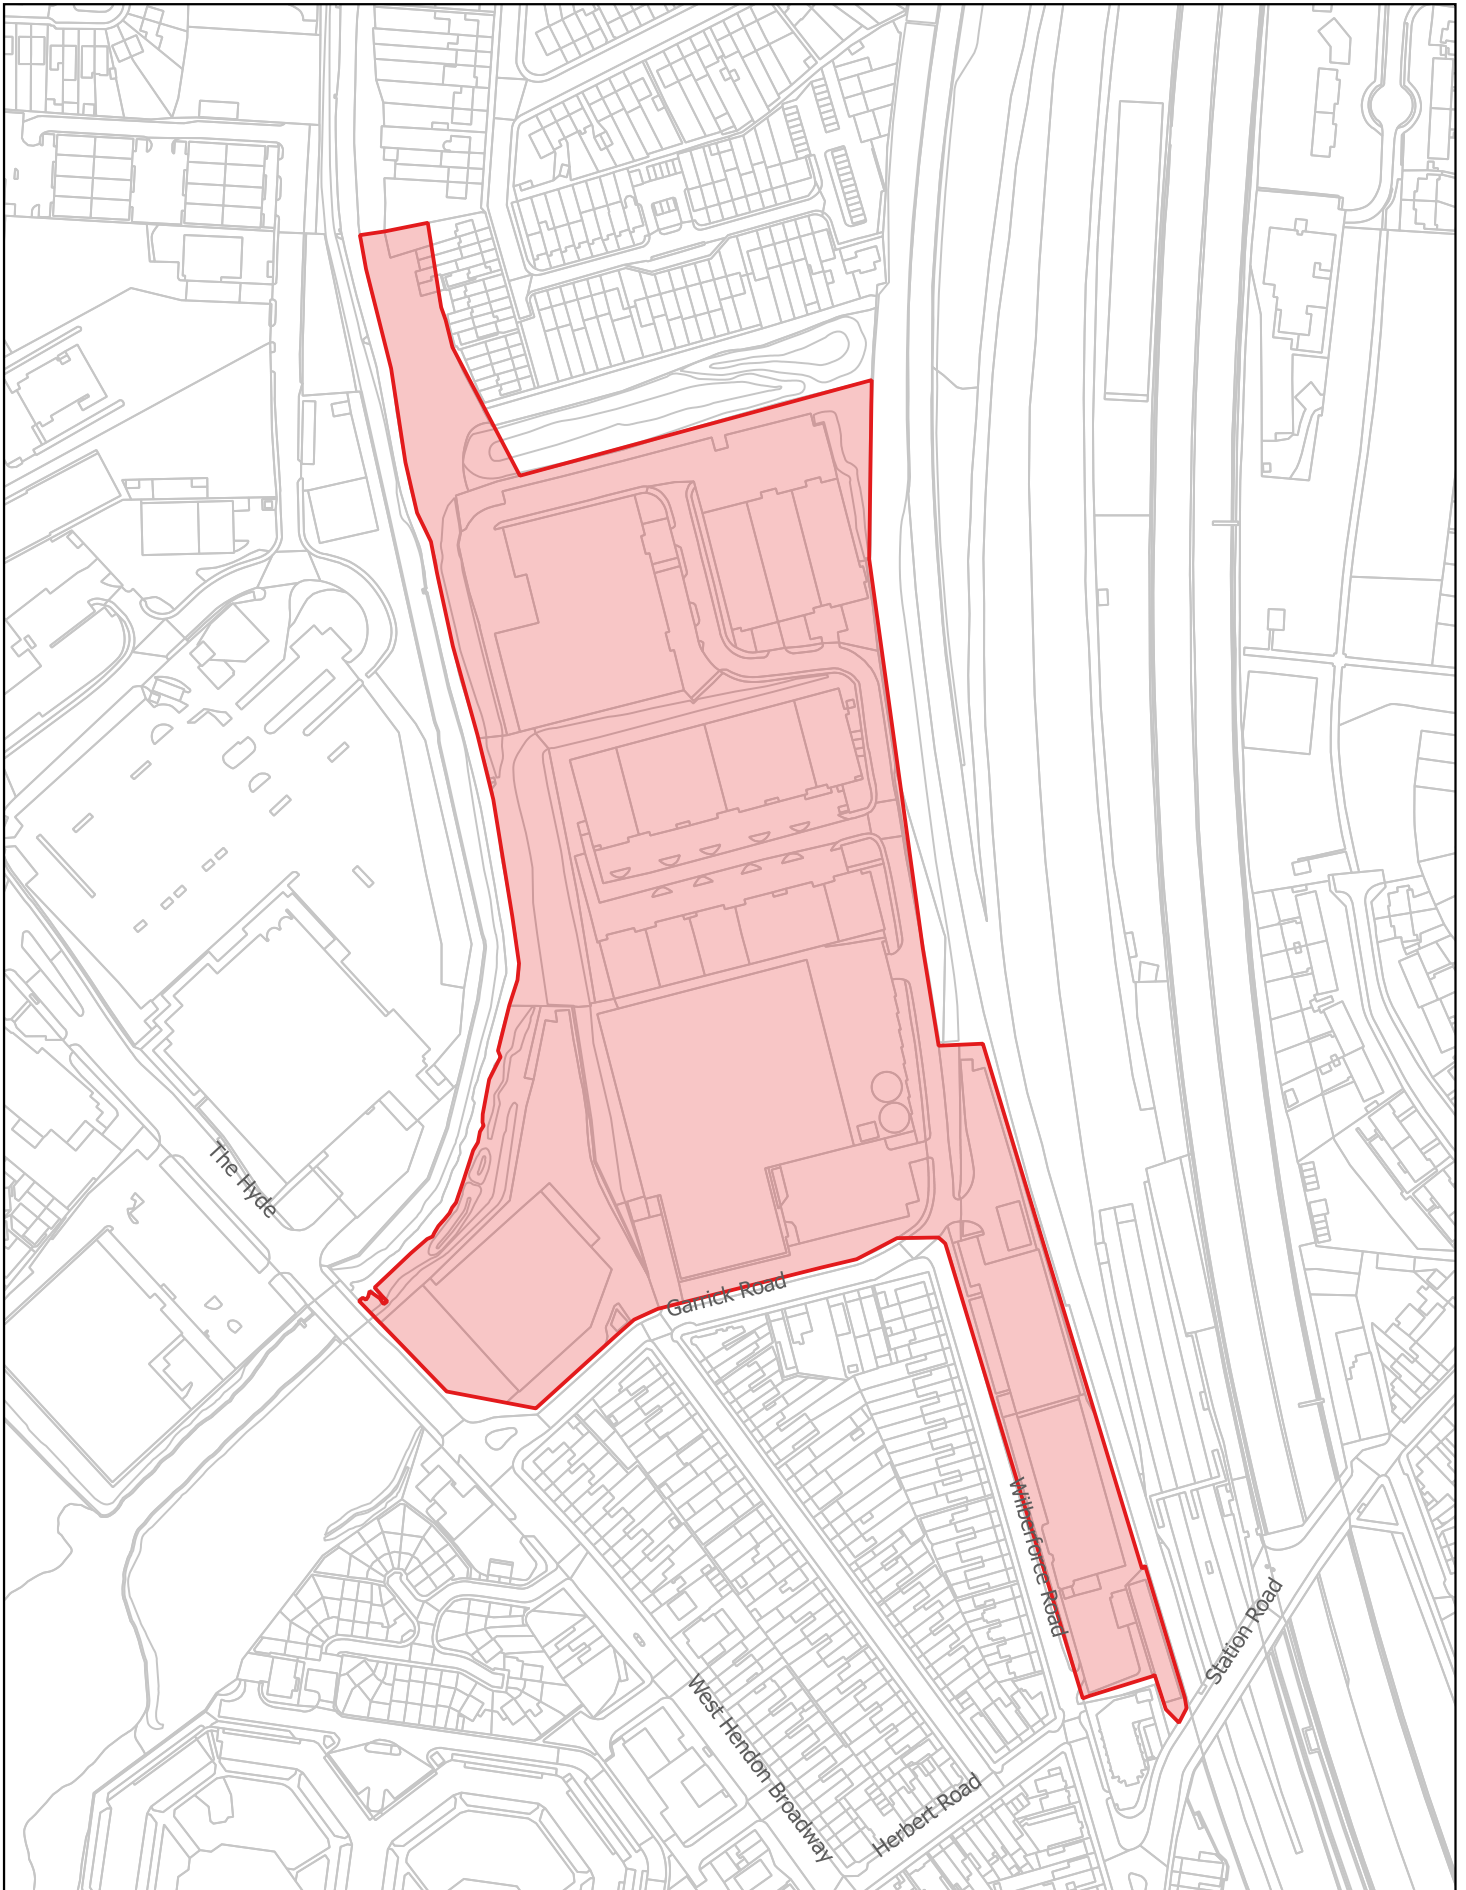 The Hyde
Garrick Road
Wilberforce Road
Station Road
West Hendon Broadway
Herbert Road